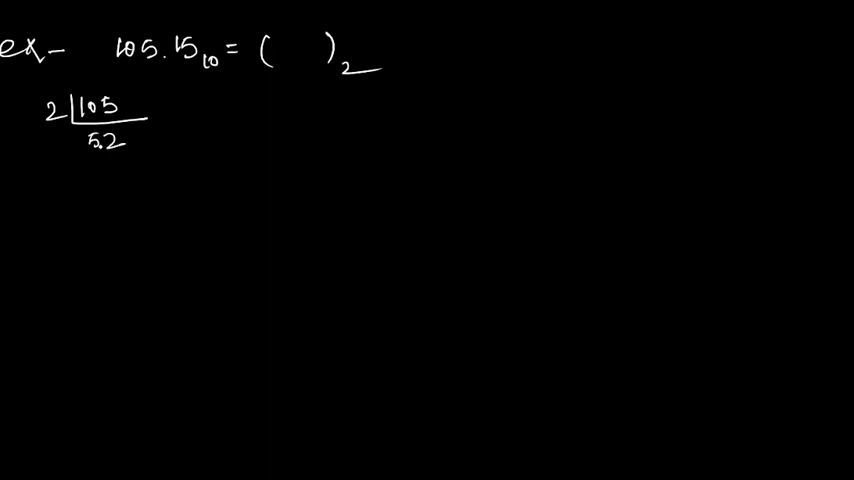 ex- 105.15₁₀ = ( )₂
2 | 105
52